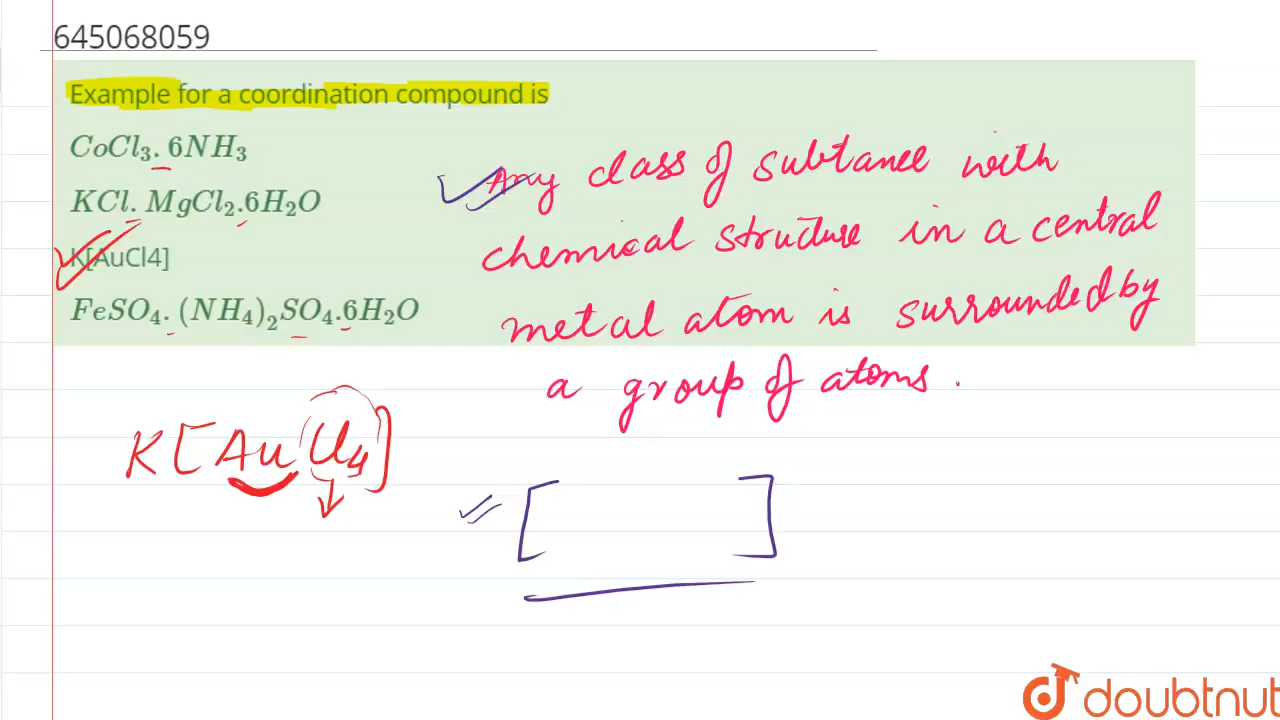 645068059
Example for a coordination compound is
CoCl₃. 6NH₃
KCl. MgCl₂.6H₂O
K[AuCl4]
FeSO₄. (NH₄)₂SO₄.6H₂O
Any class of subtance with
chemical structure in a central
metal atom is surrounded by
a group of atoms.
K[AuCl₄]
[ ]
doubtnut